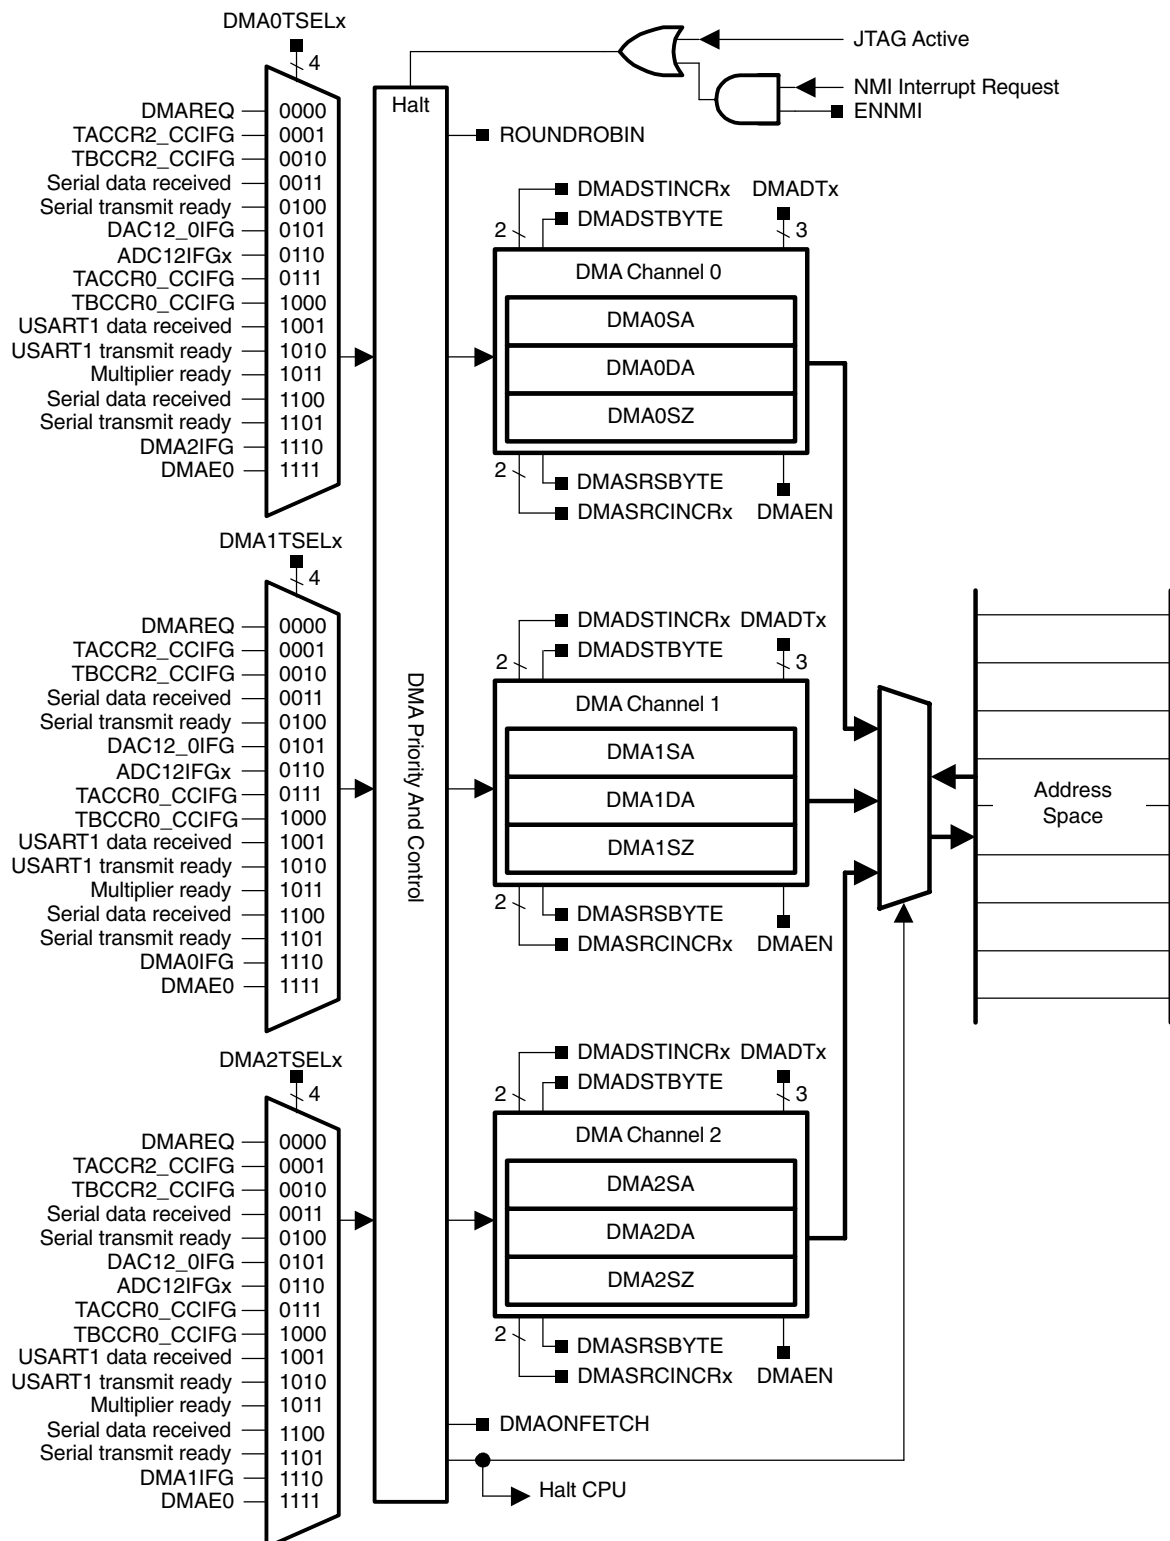 DMA0TSELx
4
DMAREQ 0000
TACCR2_CCIFG 0001
TBCCR2_CCIFG 0010
Serial data received 0011
Serial transmit ready 0100
DAC12_0IFG 0101
ADC12IFGx 0110
TACCR0_CCIFG 0111
TBCCR0_CCIFG 1000
USART1 data received 1001
USART1 transmit ready 1010
Multiplier ready 1011
Serial data received 1100
Serial transmit ready 1101
DMA2IFG 1110
DMAE0 1111
DMA1TSELx
4
DMAREQ 0000
TACCR2_CCIFG 0001
TBCCR2_CCIFG 0010
Serial data received 0011
Serial transmit ready 0100
DAC12_0IFG 0101
ADC12IFGx 0110
TACCR0_CCIFG 0111
TBCCR0_CCIFG 1000
USART1 data received 1001
USART1 transmit ready 1010
Multiplier ready 1011
Serial data received 1100
Serial transmit ready 1101
DMA0IFG 1110
DMAE0 1111
DMA2TSELx
4
DMAREQ 0000
TACCR2_CCIFG 0001
TBCCR2_CCIFG 0010
Serial data received 0011
Serial transmit ready 0100
DAC12_0IFG 0101
ADC12IFGx 0110
TACCR0_CCIFG 0111
TBCCR0_CCIFG 1000
USART1 data received 1001
USART1 transmit ready 1010
Multiplier ready 1011
Serial data received 1100
Serial transmit ready 1101
DMA1IFG 1110
DMAE0 1111
Halt
DMA Priority And Control
JTAG Active
NMI Interrupt Request
ENNMI
ROUNDROBIN
DMADSTINCRx DMADTx
DMADSTBYTE
2 3
DMA Channel 0
DMA0SA
DMA0DA
DMA0SZ
2
DMASRSBYTE
DMASRCINCRx DMAEN
DMADSTINCRx DMADTx
DMADSTBYTE
2 3
DMA Channel 1
DMA1SA
DMA1DA
DMA1SZ
2
DMASRSBYTE
DMASRCINCRx DMAEN
DMADSTINCRx DMADTx
DMADSTBYTE
2 3
DMA Channel 2
DMA2SA
DMA2DA
DMA2SZ
2
DMASRSBYTE
DMASRCINCRx DMAEN
DMAONFETCH
Halt CPU
Address
Space